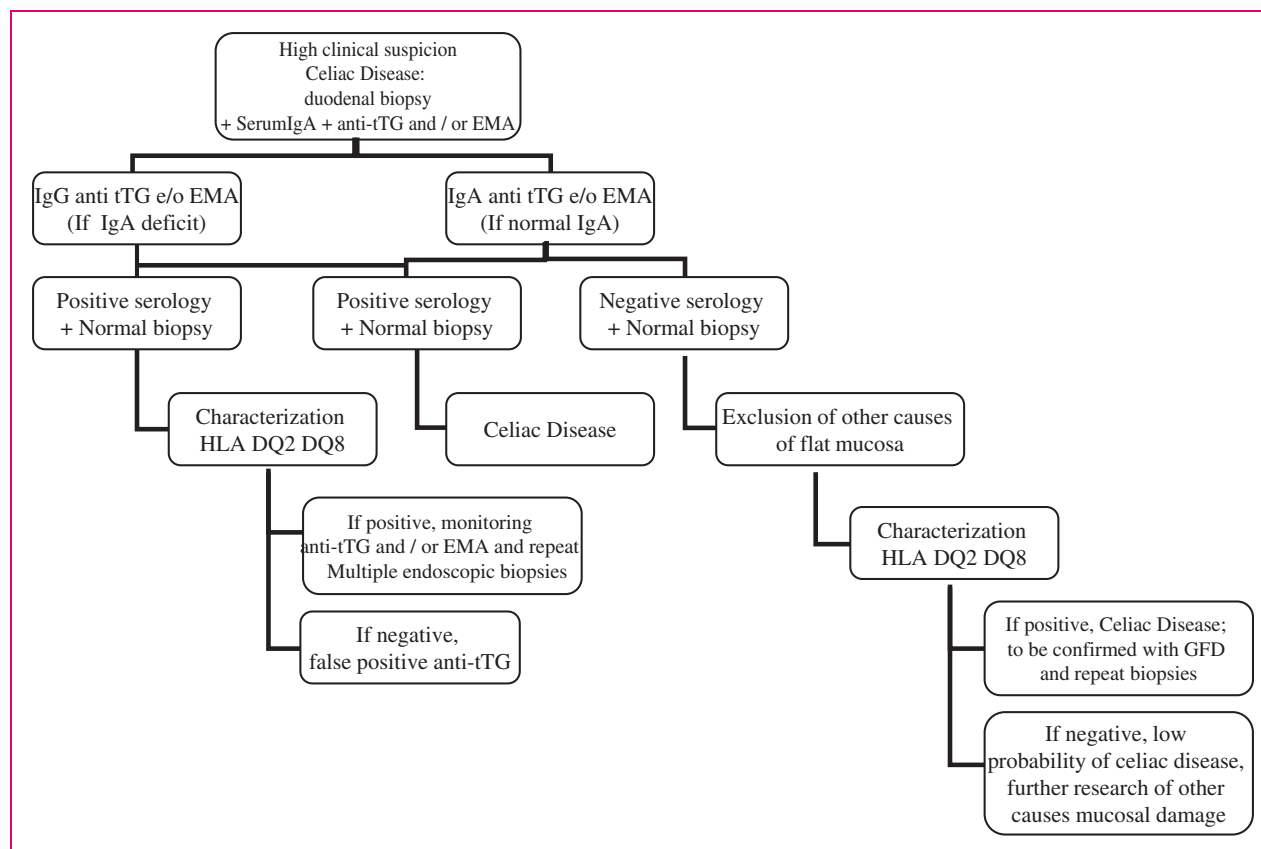 High clinical suspicion
Celiac Disease:
duodenal biopsy
+ SerumIgA + anti-tTG and / or EMA
IgG anti tTG e/o EMA
(If IgA deficit)
IgA anti tTG e/o EMA
(If normal IgA)
Positive serology
+ Normal biopsy
Positive serology
+ Normal biopsy
Negative serology
+ Normal biopsy
Characterization
HLA DQ2 DQ8
Celiac Disease
Exclusion of other causes
of flat mucosa
If positive, monitoring
anti-tTG and / or EMA and repeat
Multiple endoscopic biopsies
If negative,
false positive anti-tTG
Characterization
HLA DQ2 DQ8
If positive, Celiac Disease;
to be confirmed with GFD
and repeat biopsies
If negative, low
probability of celiac disease,
further research of other
causes mucosal damage